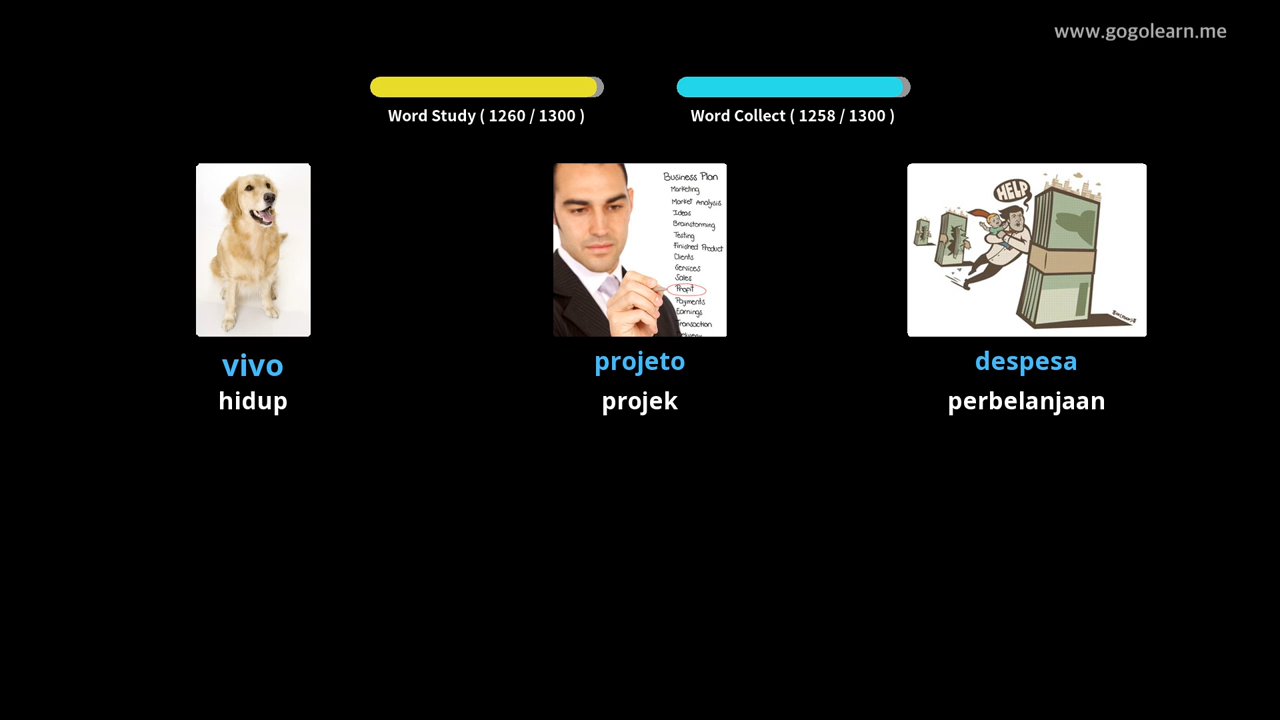 www.gogolearn.me
Word Study ( 1260 / 1300 )
Word Collect ( 1258 / 1300 )
Business Plan
Marketing
Market Analysis
Ideas
Brainstorming
Testing
Finished Product
Clients
Services
Sales
Profit
Payments
Earnings
Transaction
HELP
vivo
projeto
despesa
hidup
projek
perbelanjaan